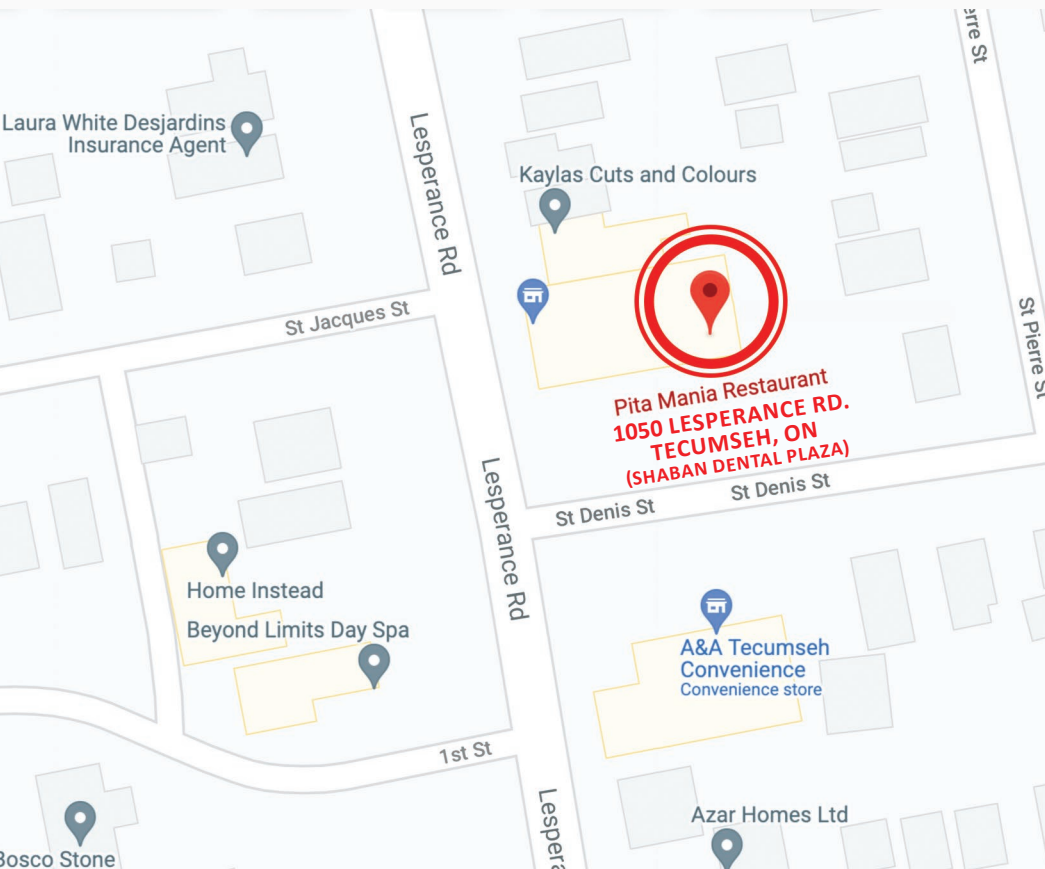 erre St
Laura White Desjardins
Insurance Agent
Lesperance Rd
Kaylas Cuts and Colours
St Jacques St
St Pierre St
Pita Mania Restaurant
1050 LESPERANCE RD.
TECUMSEH, ON
(SHABAN DENTAL PLAZA)
St Denis St
St Denis St
Lesperance Rd
Home Instead
Beyond Limits Day Spa
A&A Tecumseh
Convenience
Convenience store
1st St
Lespera
Azar Homes Ltd
Bosco Stone